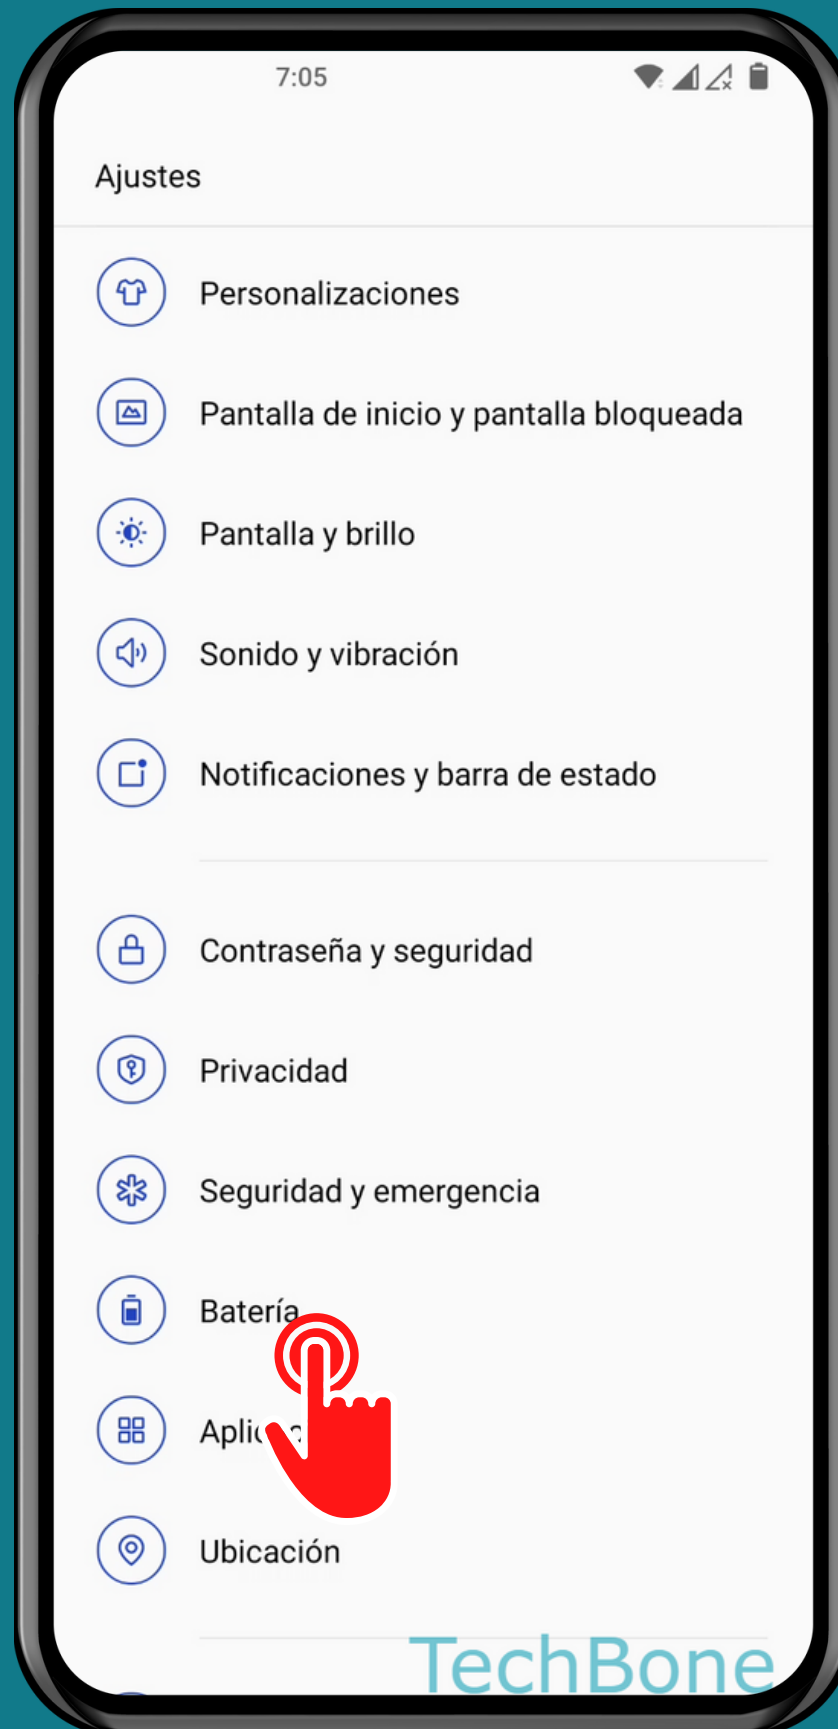 7:05
Ajustes
Personalizaciones
Pantalla de inicio y pantalla bloqueada
Pantalla y brillo
Sonido y vibración
Notificaciones y barra de estado
Contraseña y seguridad
Privacidad
Seguridad y emergencia
Batería
Ubicación
TechBone